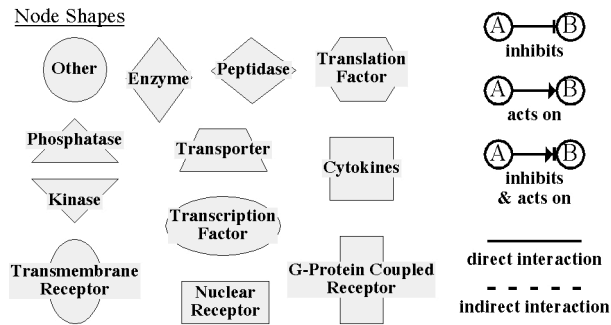 Node Shapes
Other
Enzyme
Peptidase
Translation
Factor
Phosphatase
Transporter
Cytokines
Kinase
Transcription
Factor
Transmembrane
Receptor
Nuclear
Receptor
G-Protein Coupled
Receptor
A B
inhibits
A B
acts on
A B
inhibits
& acts on
direct interaction
indirect interaction